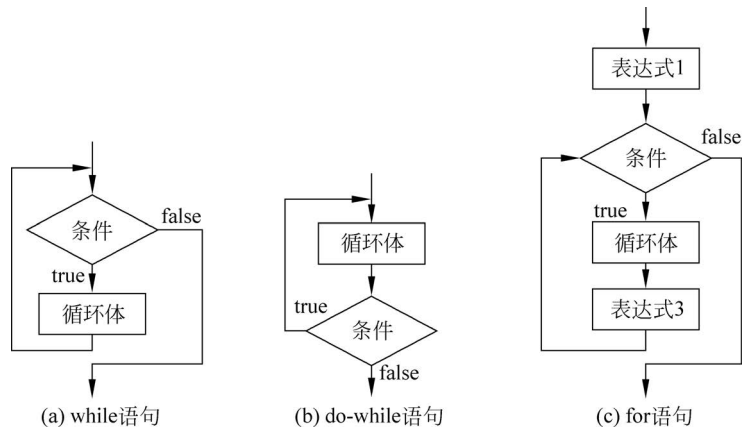 条件
true
false
循环体
(a) while语句
循环体
条件
true
false
(b) do-while语句
表达式1
条件
false
true
循环体
表达式3
(c) for语句